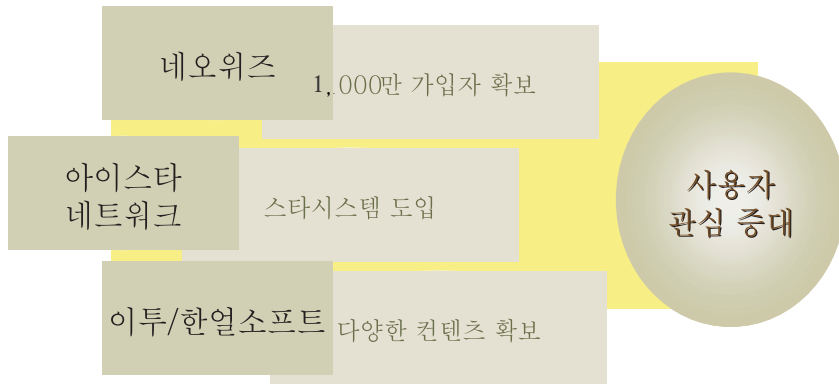 네오위즈
1,000만 가입자 확보
아이스타
네트워크
스타시스템 도입
사용자
관심 증대
이투/한얼소프트
다양한 컨텐츠 확보